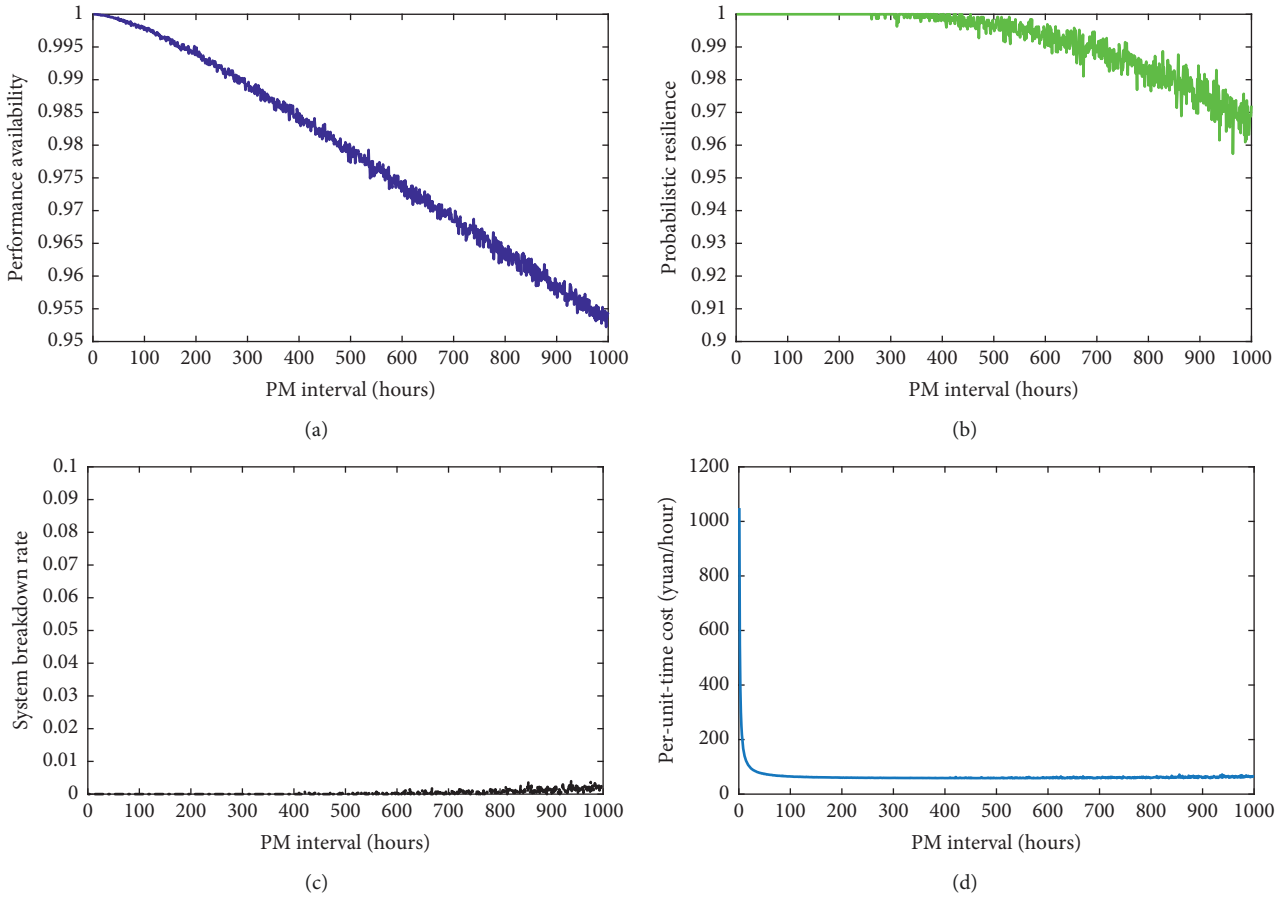 1
0.995
0.99
0.985
0.98
0.975
0.97
0.965
0.96
0.955
0.95
Performance availability
0 100 200 300 400 500 600 700 800 900 1000
PM interval (hours)
(a)
1
0.99
0.98
0.97
0.96
0.95
0.94
0.93
0.92
0.91
0.9
Probabilistic resilience
0 100 200 300 400 500 600 700 800 900 1000
PM interval (hours)
(b)
0.1
0.09
0.08
0.07
0.06
0.05
0.04
0.03
0.02
0.01
0
System breakdown rate
0 100 200 300 400 500 600 700 800 900 1000
PM interval (hours)
(c)
1200
1000
800
600
400
200
0
Per-unit-time cost (yuan/hour)
0 100 200 300 400 500 600 700 800 900 1000
PM interval (hours)
(d)